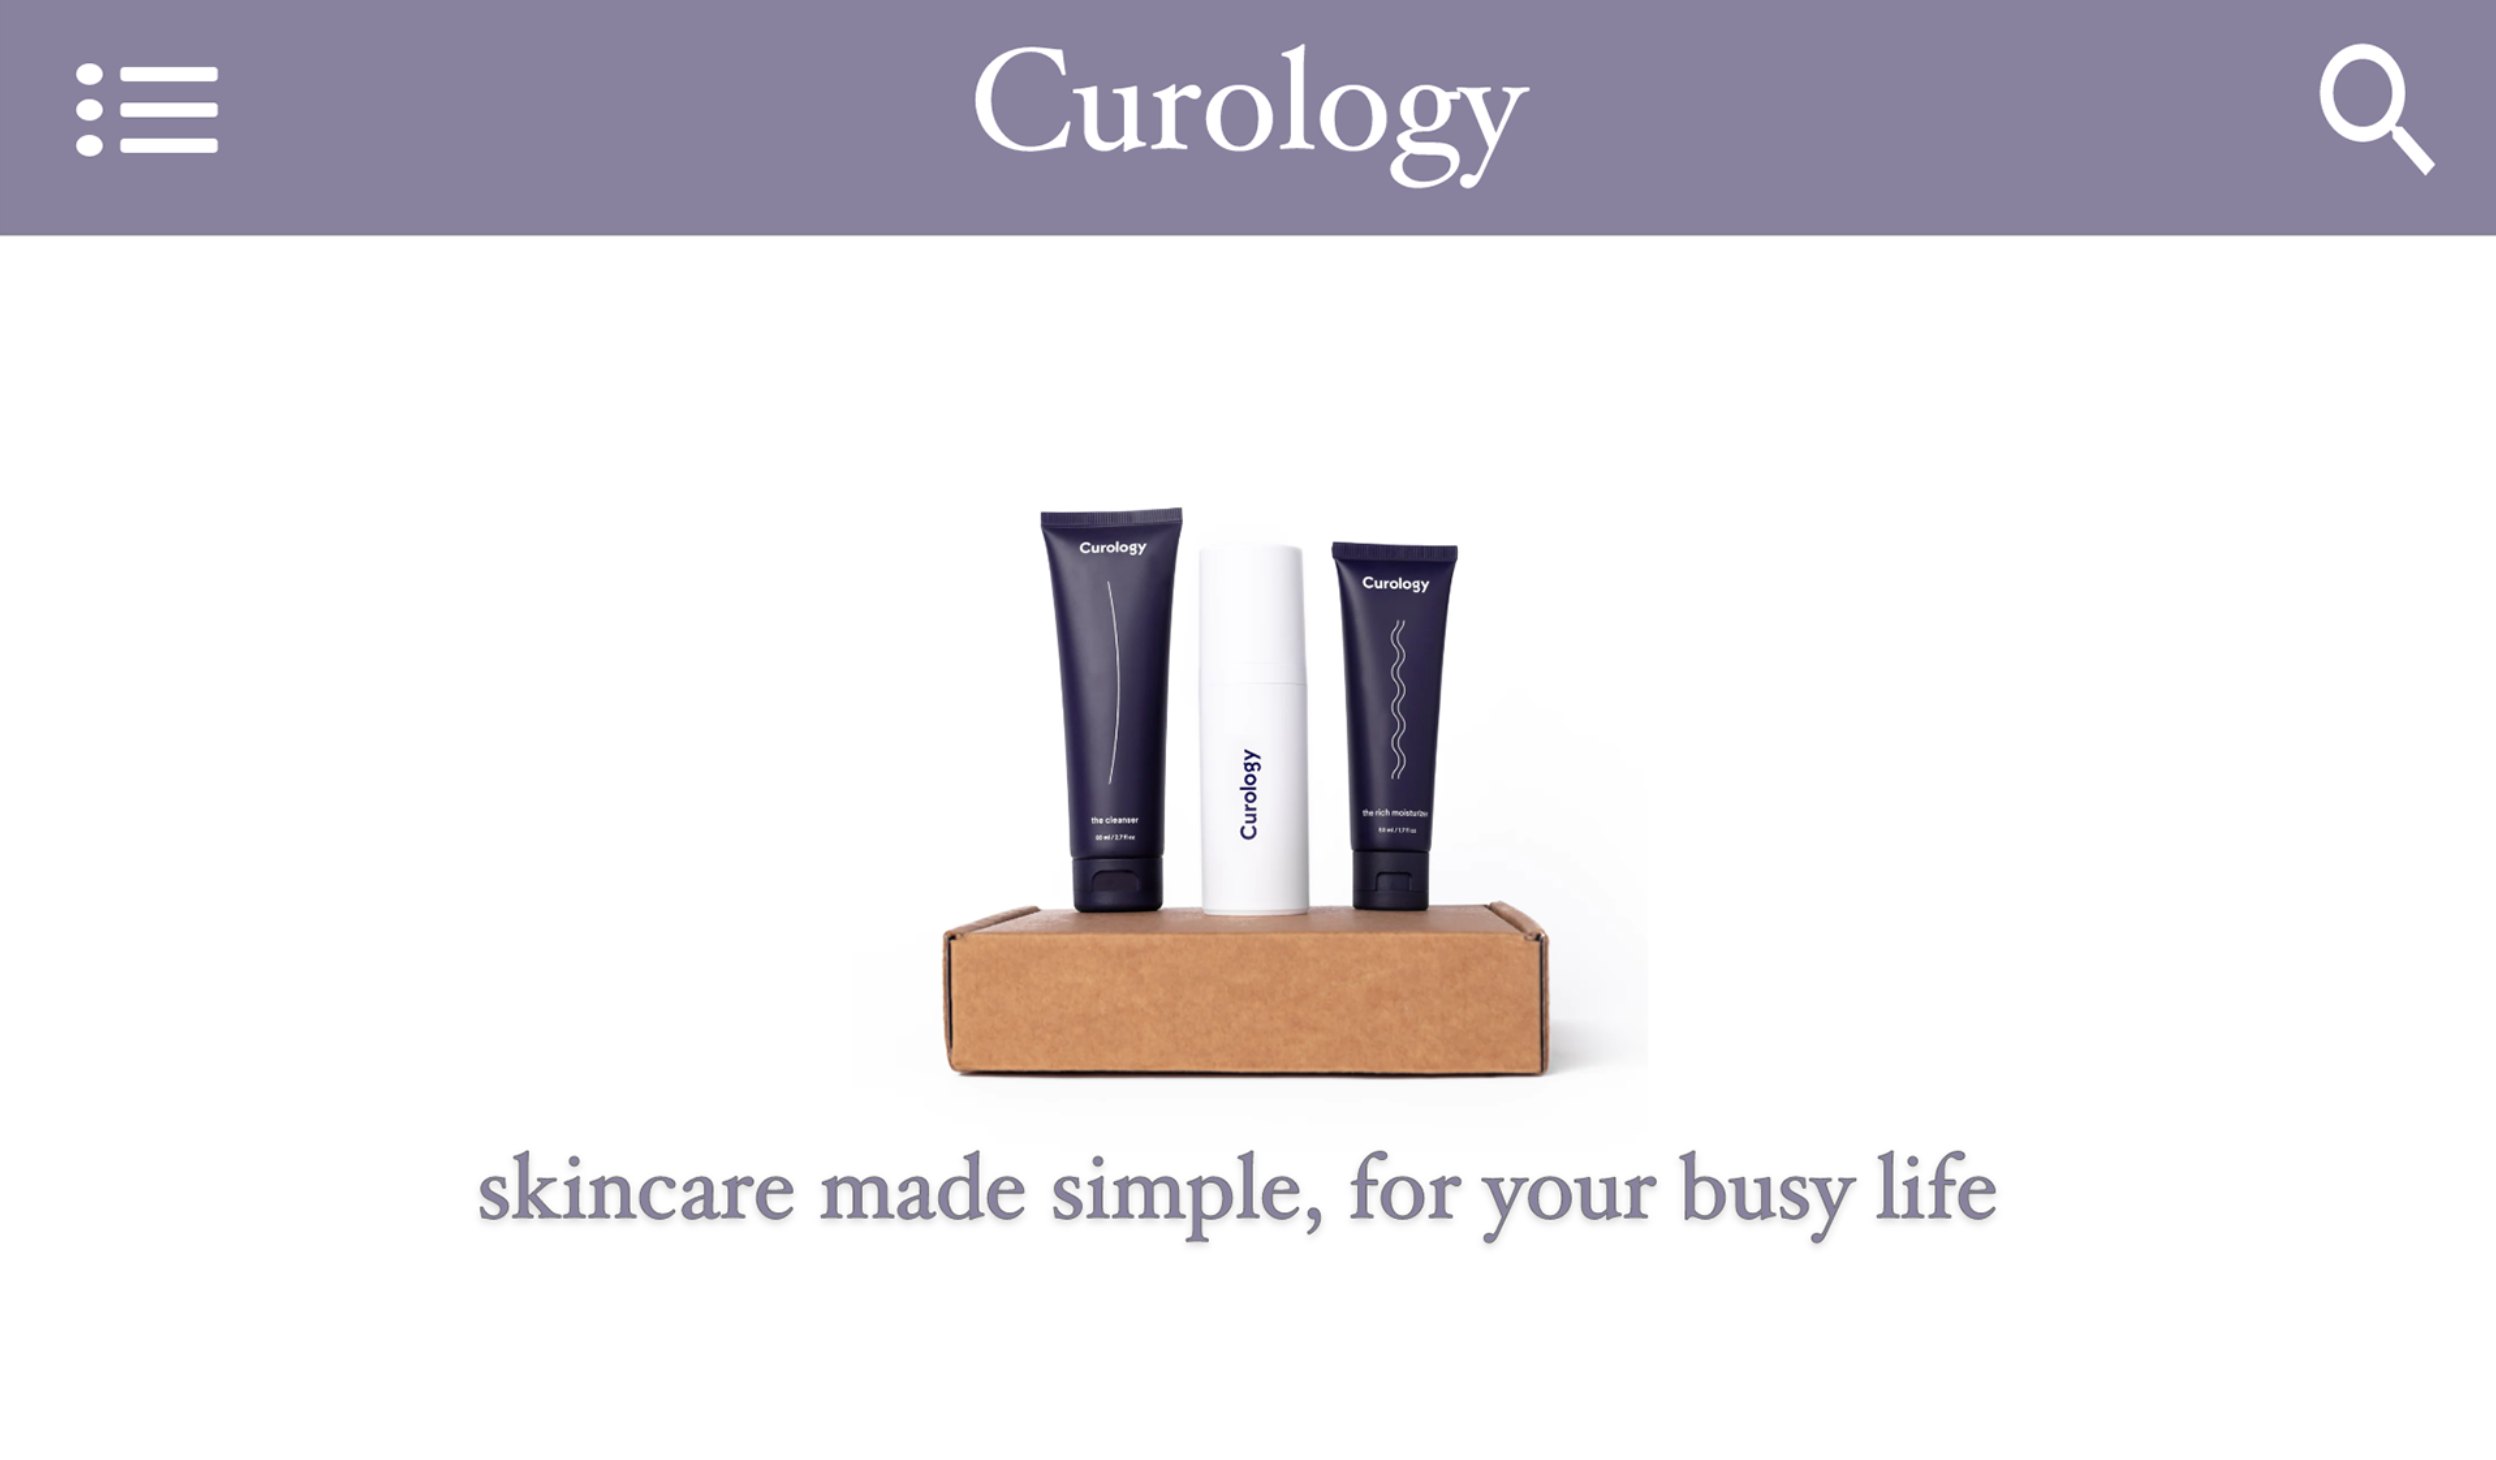 Curology
Curology
Curology
Curology
the cleanser
the rich moisturizer
skincare made simple, for your busy life